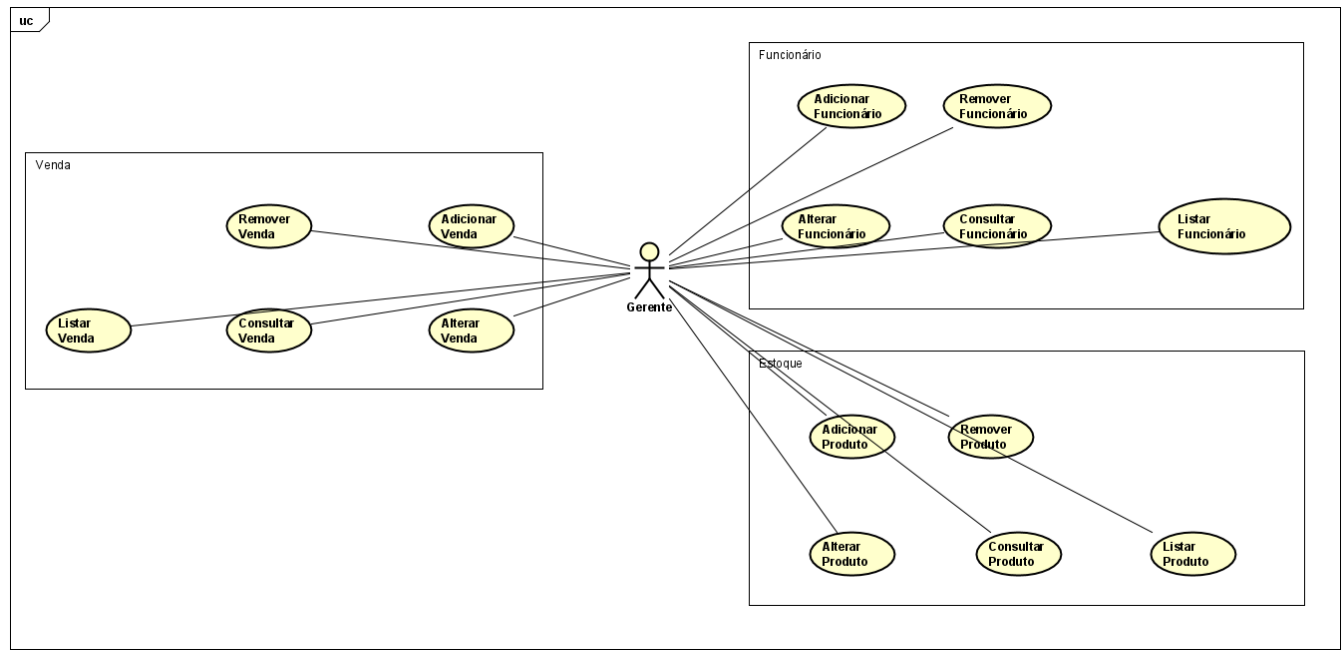 uc
Funcionário
Adicionar
Funcionário
Remover
Funcionário
Alterar
Funcionário
Consultar
Funcionário
Listar
Funcionário
Venda
Remover
Venda
Adicionar
Venda
Listar
Venda
Consultar
Venda
Alterar
Venda
Gerente
Estoque
Adicionar
Produto
Remover
Produto
Alterar
Produto
Consultar
Produto
Listar
Produto